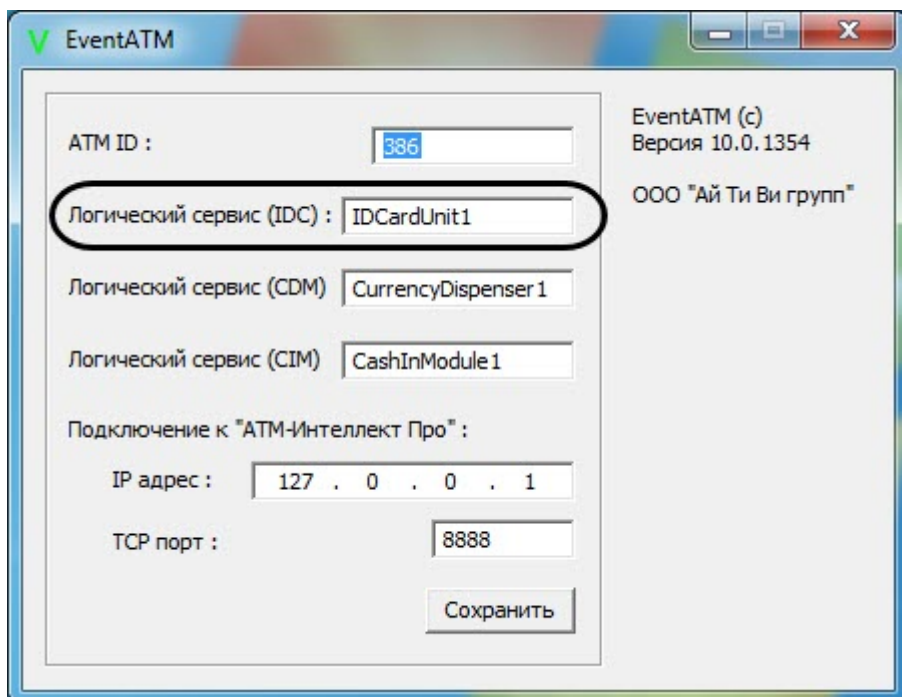 EventATM
ATM ID : 386
Логический сервис (IDC) : IDCardUnit1
Логический сервис (CDM) CurrencyDispenser1
Логический сервис (CIM) CashInModule1
Подключение к "АТМ-Интеллект Про" :
IP адрес : 127 . 0 . 0 . 1
TCP порт : 8888
Сохранить
EventATM (c)
Версия 10.0.1354
ООО "Ай Ти Ви групп"